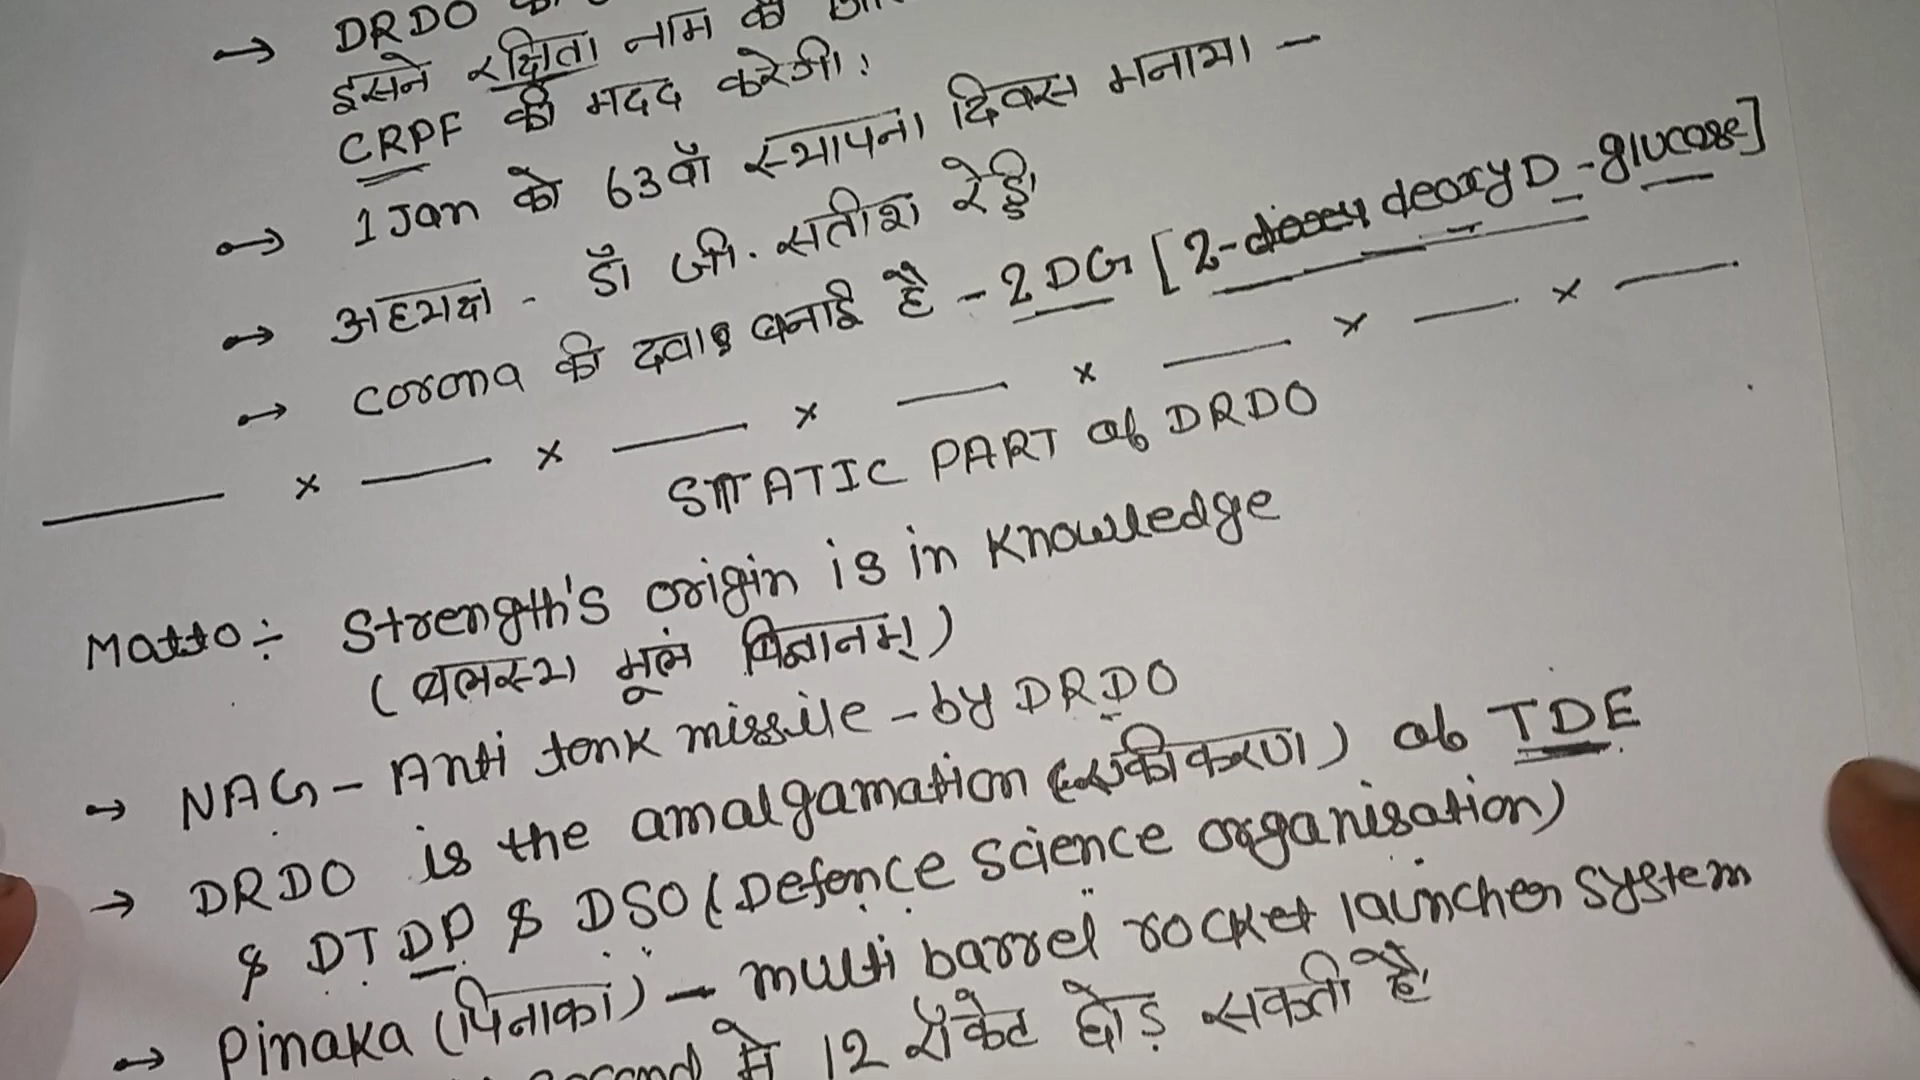 → DRDO
इसने रक्षिता नाम की
CRPF की मदद करेगी।
→ 1 Jan को 63वाँ स्थापना दिवस मनाया -
→ अध्यक्ष - डॉ जी. सतीश रेड्डी
→ corona की दवाई बनाई है - 2DG [2- deoxy D - glucose]
x x x x x x
STATIC PART of DRDO
Motto ÷ Strength's origin is in Knowledge
(बलस्य मूलं विज्ञानम्)
→ NAG - Anti tank missile - by DRDO
→ DRDO is the amalgamation (एकीकरण) of TDE
& DTDP & DSO (Defence Science organisation)
→ Pinaka (पिनाका) - multi barrel rocket launcher system
second मे 12 रॉकेट छोड़ सकती है।